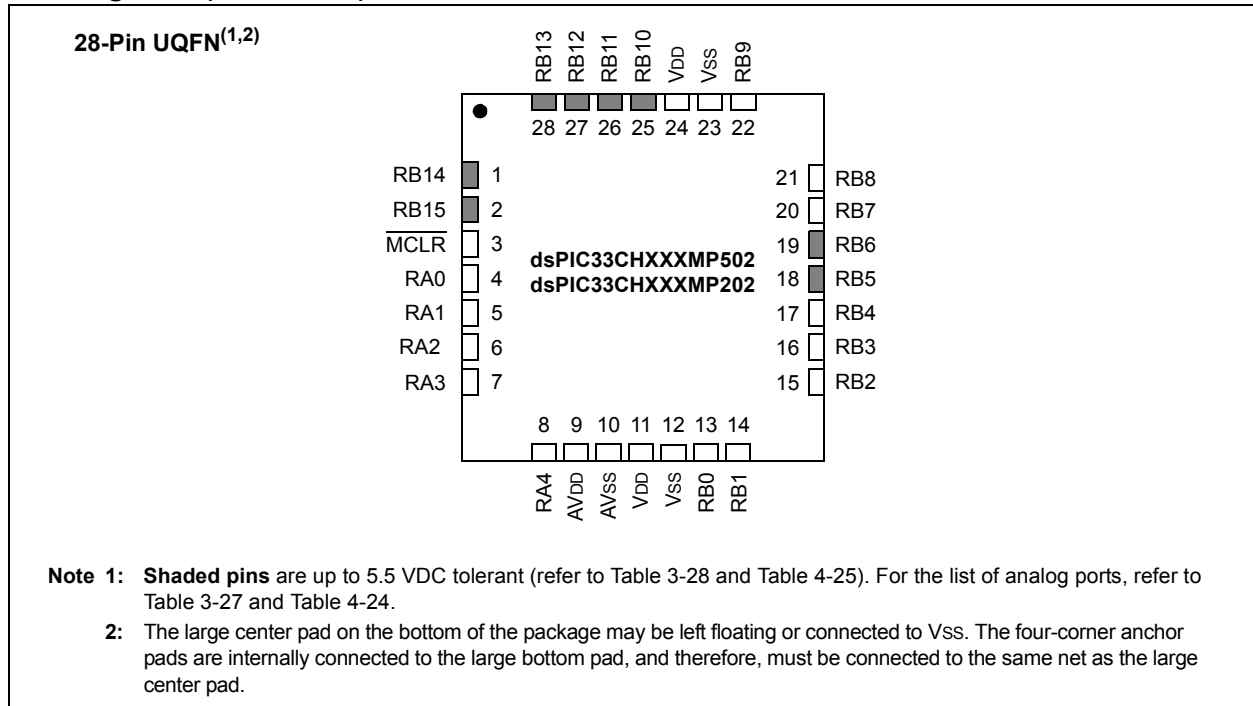 28-Pin UQFN(1,2)
RB13
RB12
RB11
RB10
VDD
VSS
RB9
28 27 26 25 24 23 22
RB14 1
RB15 2
MCLR 3
RA0 4
RA1 5
RA2 6
RA3 7
dsPIC33CHXXXMP502
dsPIC33CHXXXMP202
21 RB8
20 RB7
19 RB6
18 RB5
17 RB4
16 RB3
15 RB2
8 9 10 11 12 13 14
RA4
AVDD
AVSS
VDD
VSS
RB0
RB1
Note 1: Shaded pins are up to 5.5 VDC tolerant (refer to Table 3-28 and Table 4-25). For the list of analog ports, refer to
Table 3-27 and Table 4-24.
2: The large center pad on the bottom of the package may be left floating or connected to VSS. The four-corner anchor
pads are internally connected to the large bottom pad, and therefore, must be connected to the same net as the large
center pad.